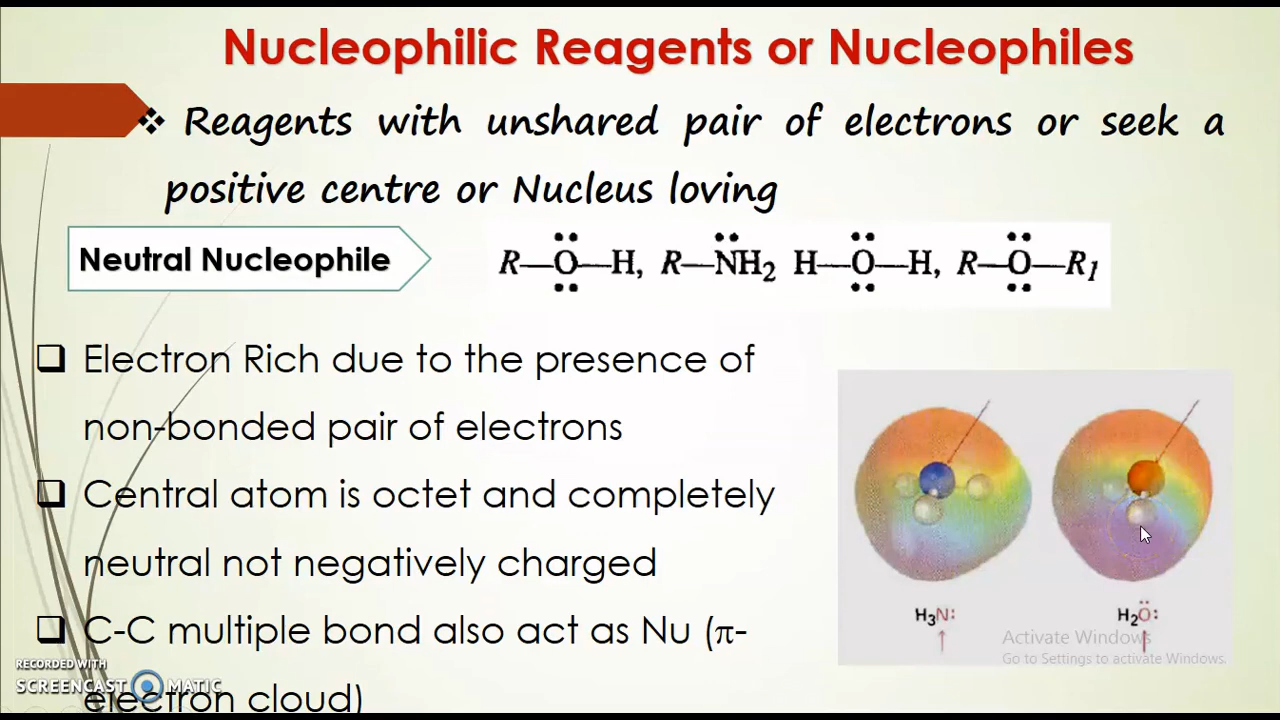 Nucleophilic Reagents or Nucleophiles
❖ Reagents with unshared pair of electrons or seek a
positive centre or Nucleus loving
Neutral Nucleophile
R—Ö—H, R—N̈H₂ H—Ö—H, R—Ö—R₁
❑ Electron Rich due to the presence of
non-bonded pair of electrons
❑ Central atom is octet and completely
neutral not negatively charged
❑ C-C multiple bond also act as Nu (π-
electron cloud)
H₃N: H₂Ö:
Activate Windows
Go to Settings to activate Windows.
RECORDED WITH
SCREENCAST MATIC